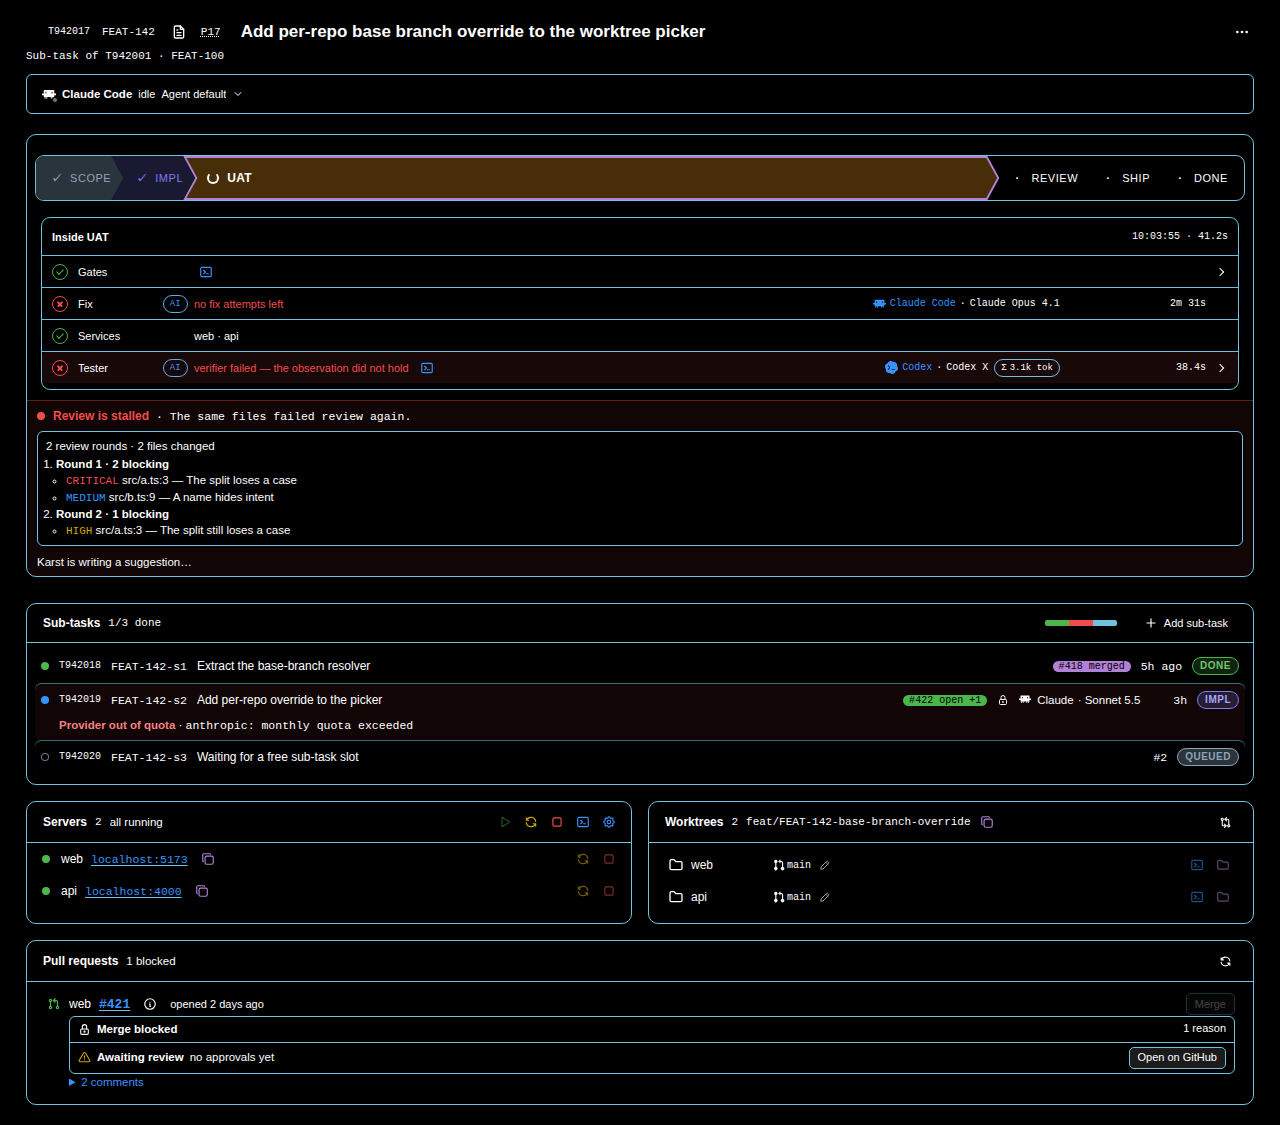 T942017 FEAT-142 P17 Add per-repo base branch override to the worktree picker
Sub-task of T942001 · FEAT-100
Claude Code idle Agent default
SCOPE IMPL UAT · REVIEW · SHIP · DONE
Inside UAT 10:03:55 · 41.2s
Gates
Fix AI no fix attempts left Claude Code · Claude Opus 4.1 2m 31s
Services web · api
Tester AI verifier failed — the observation did not hold Codex · Codex X Σ 3.1k tok 38.4s
Review is stalled · The same files failed review again.
2 review rounds · 2 files changed
1. Round 1 · 2 blocking
CRITICAL src/a.ts:3 — The split loses a case
MEDIUM src/b.ts:9 — A name hides intent
2. Round 2 · 1 blocking
HIGH src/a.ts:3 — The split still loses a case
Karst is writing a suggestion…
Sub-tasks 1/3 done Add sub-task
T942018 FEAT-142-s1 Extract the base-branch resolver #418 merged 5h ago DONE
T942019 FEAT-142-s2 Add per-repo override to the picker #422 open +1 Claude · Sonnet 5.5 3h IMPL
Provider out of quota · anthropic: monthly quota exceeded
T942020 FEAT-142-s3 Waiting for a free sub-task slot #2 QUEUED
Servers 2 all running
web localhost:5173
api localhost:4000
Worktrees 2 feat/FEAT-142-base-branch-override
web main
api main
Pull requests 1 blocked
web #421 opened 2 days ago Merge
Merge blocked 1 reason
Awaiting review no approvals yet Open on GitHub
2 comments